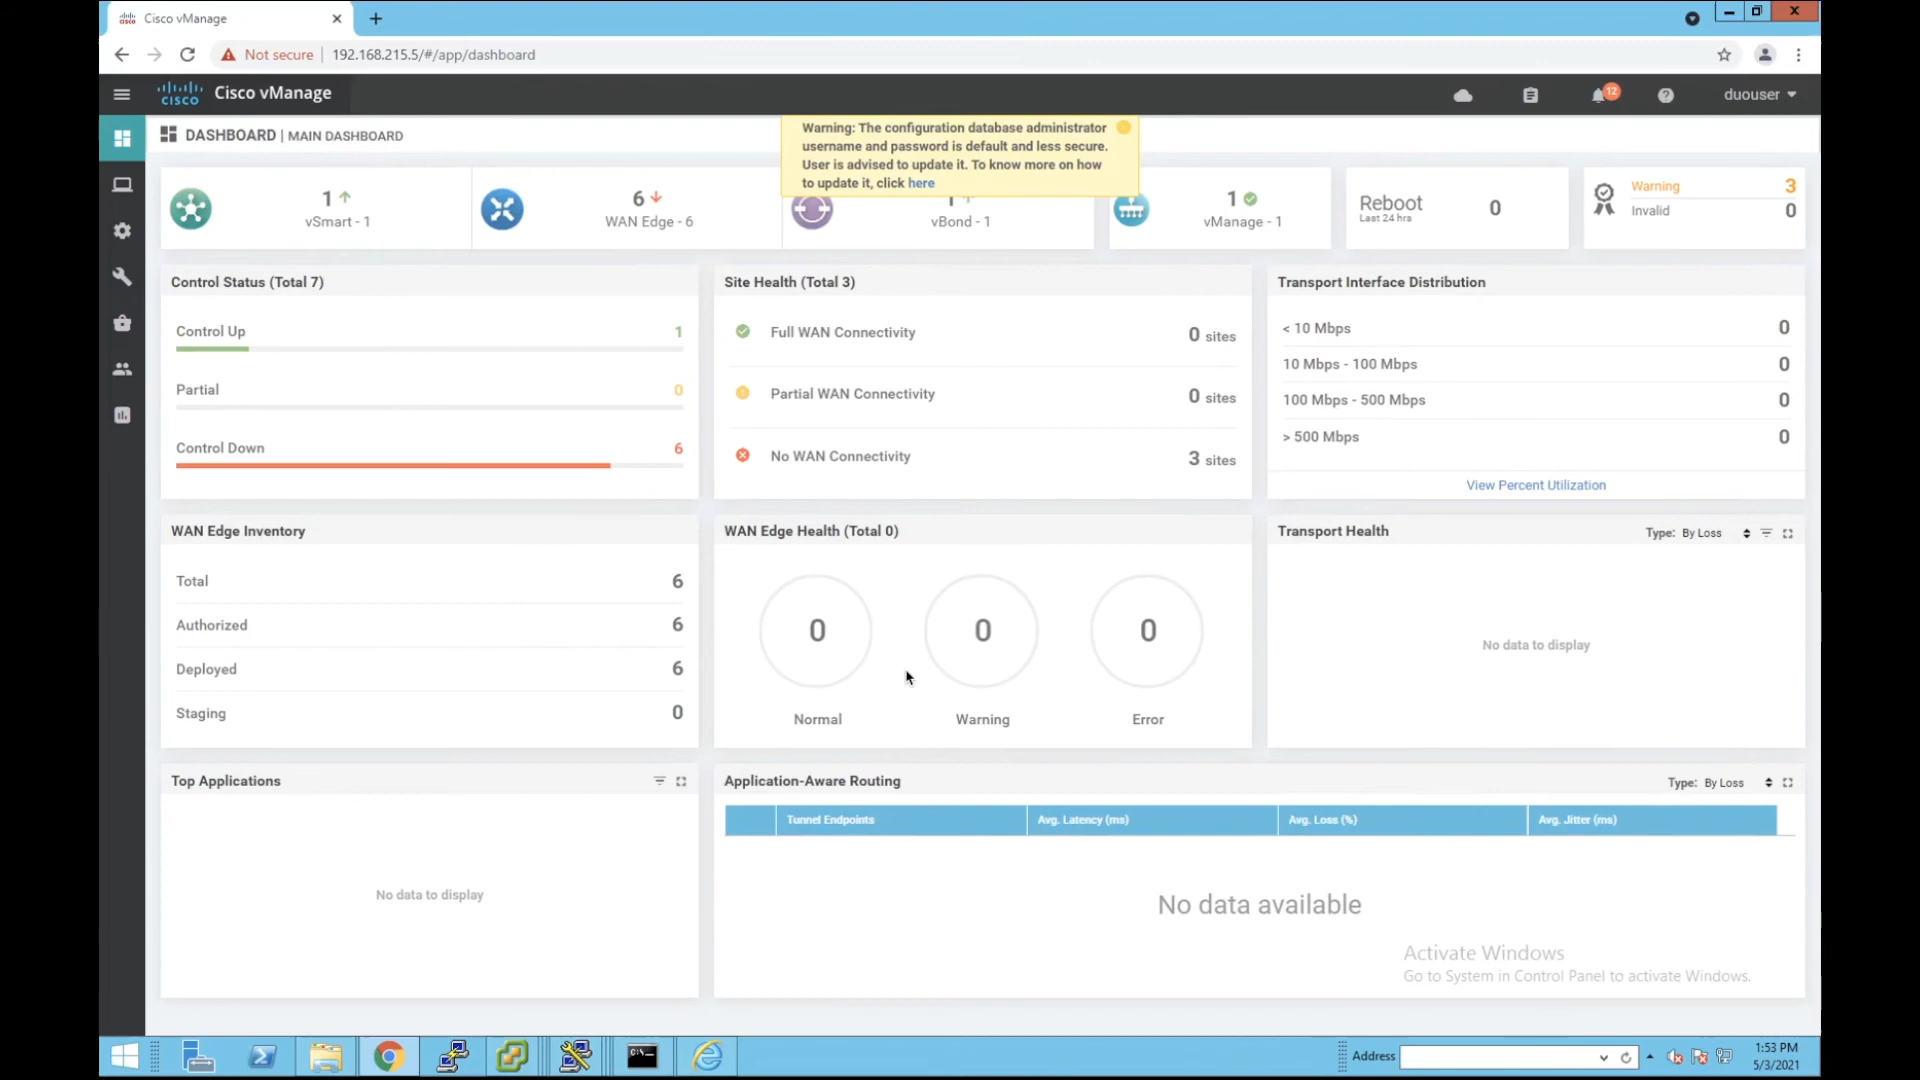 Cisco vManage
Not secure
192.168.215.5/#/app/dashboard
CISCO
Cisco vManage
12
duouser
DASHBOARD | MAIN DASHBOARD
Warning: The configuration database administrator
username and password is default and less secure.
User is advised to update it. To know more on how
to update it, click here
1
vSmart - 1
6
WAN Edge - 6
1
vBond - 1
1
vManage - 1
Reboot
Last 24 hrs
0
Warning 3
Invalid 0
Control Status (Total 7)
Control Up 1
Partial 0
Control Down 6
Site Health (Total 3)
Full WAN Connectivity 0 sites
Partial WAN Connectivity 0 sites
No WAN Connectivity 3 sites
Transport Interface Distribution
< 10 Mbps 0
10 Mbps - 100 Mbps 0
100 Mbps - 500 Mbps 0
> 500 Mbps 0
View Percent Utilization
WAN Edge Inventory
Total 6
Authorized 6
Deployed 6
Staging 0
WAN Edge Health (Total 0)
0 0 0
Normal Warning Error
Transport Health
Type: By Loss
No data to display
Top Applications
No data to display
Application-Aware Routing
Type: By Loss
Tunnel Endpoints Avg. Latency (ms) Avg. Loss (%) Avg. Jitter (ms)
No data available
Activate Windows
Go to System in Control Panel to activate Windows.
Address
1:53 PM
5/3/2021